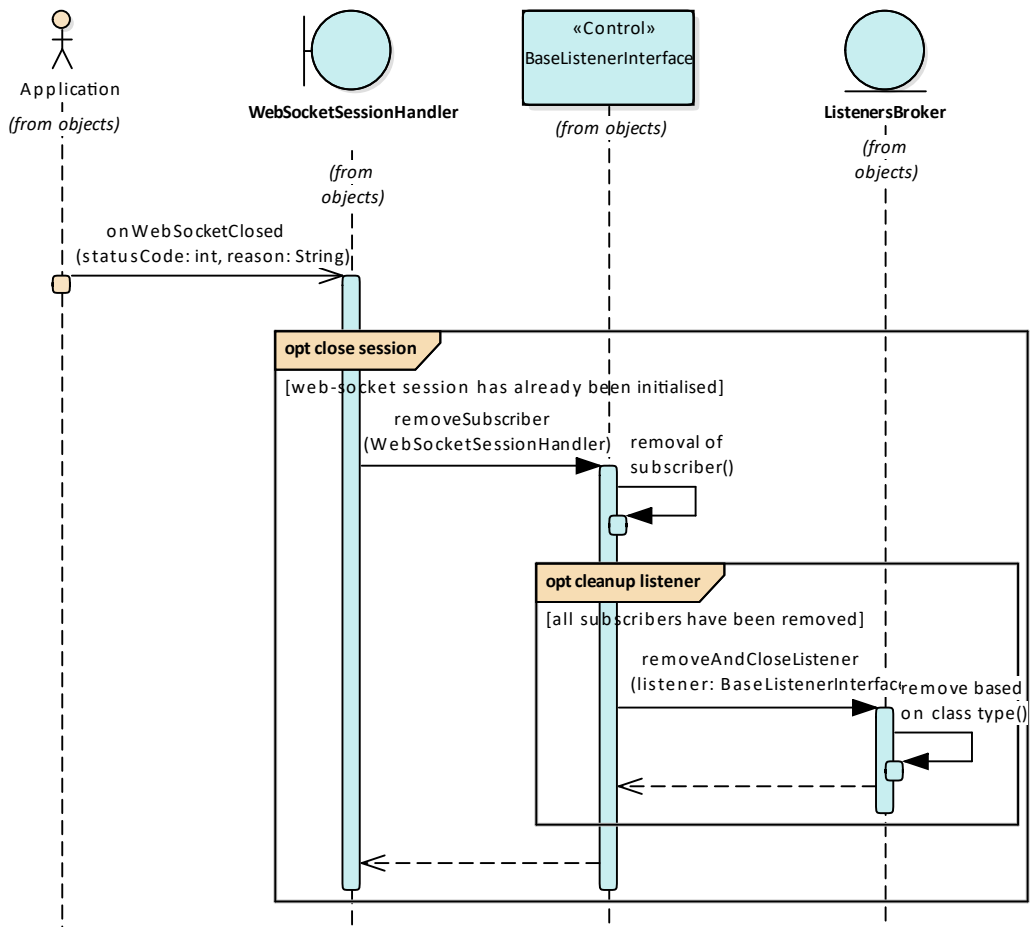 Application
(from objects)
WebSocketSessionHandler
(from
objects)
«Control»
BaseListenerInterface
(from objects)
ListenersBroker
(from
objects)
onWebSocketClosed
(statusCode: int, reason: String)
opt close session
[web-socket session has already been initialised]
removeSubscriber
(WebSocketSessionHandler)
removal of
subscriber()
opt cleanup listener
[all subscribers have been removed]
removeAndCloseListener
(listener: BaseListenerInterfac
remove based
on class type()